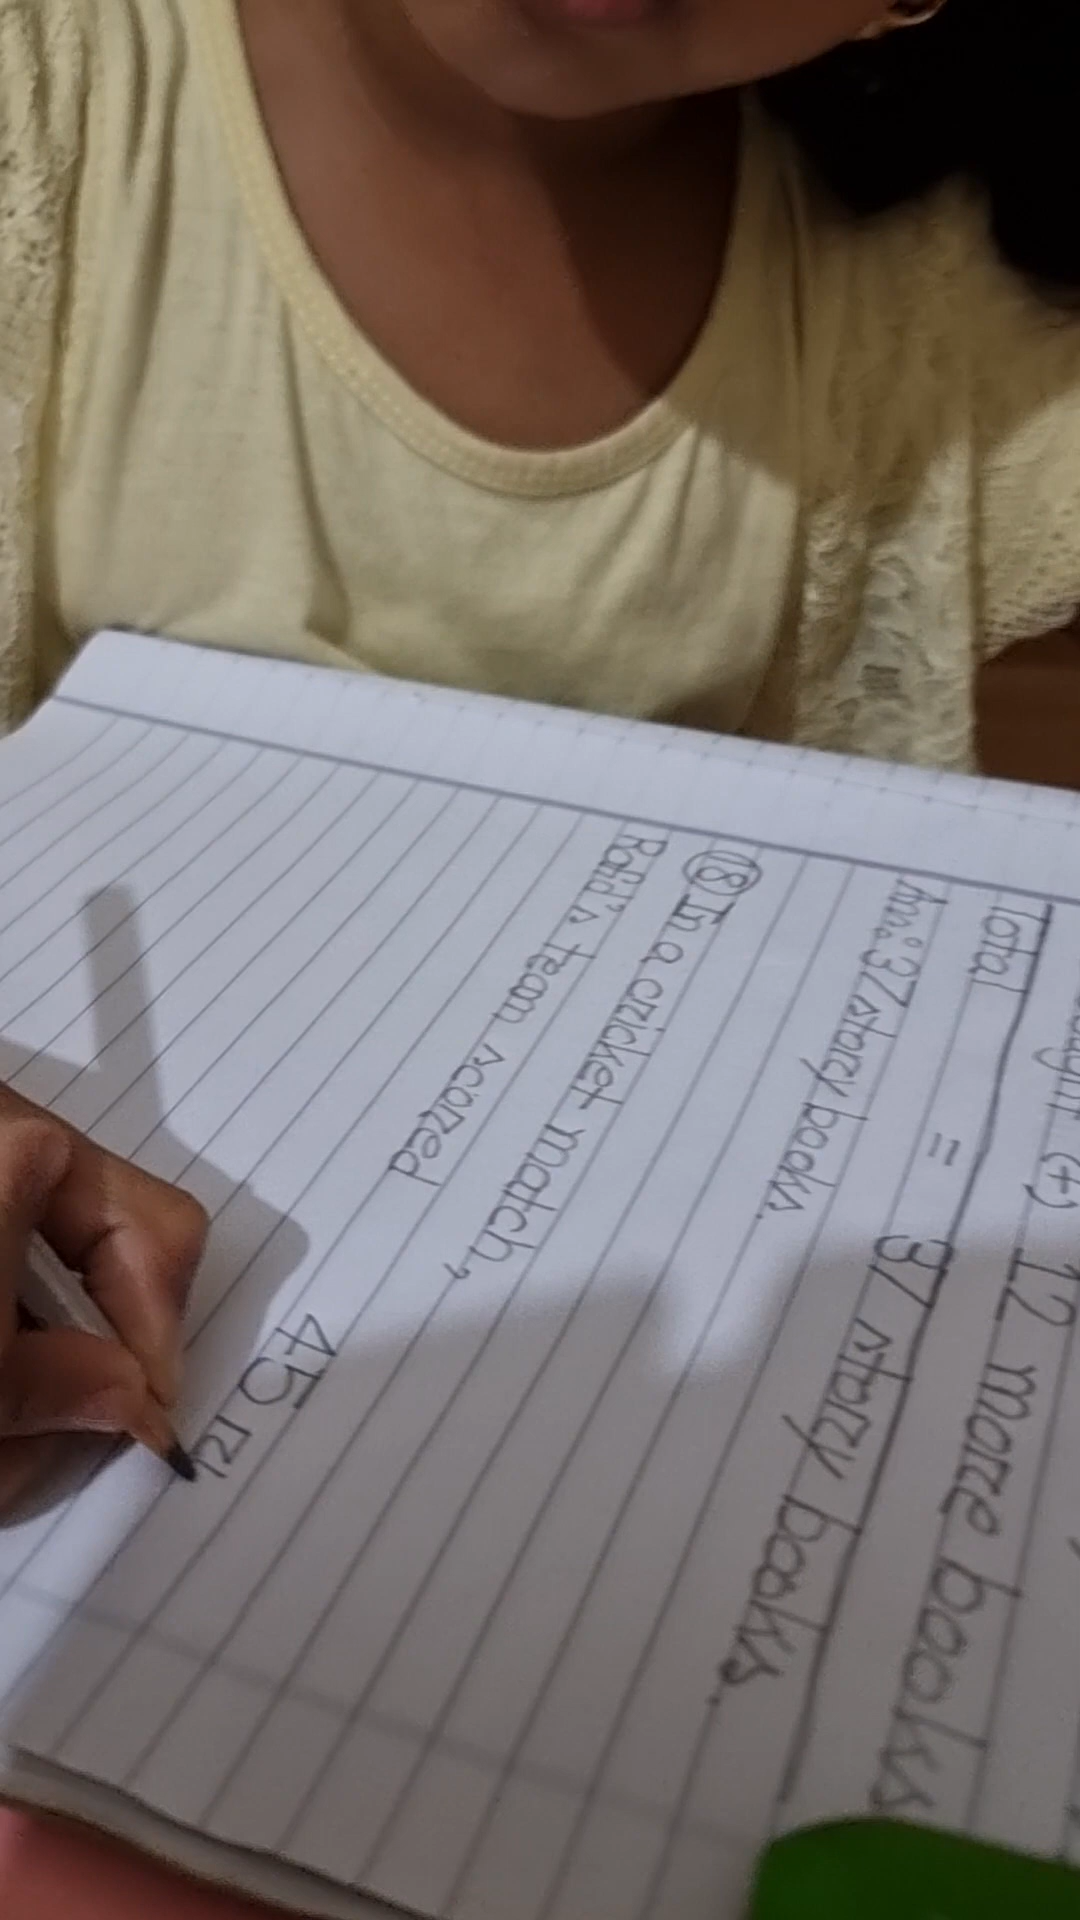 (+) 12 more books
Total = 37 story books.
Ans: 37 story books.
18 In a cricket match,
Rafid's team scored
45 ru